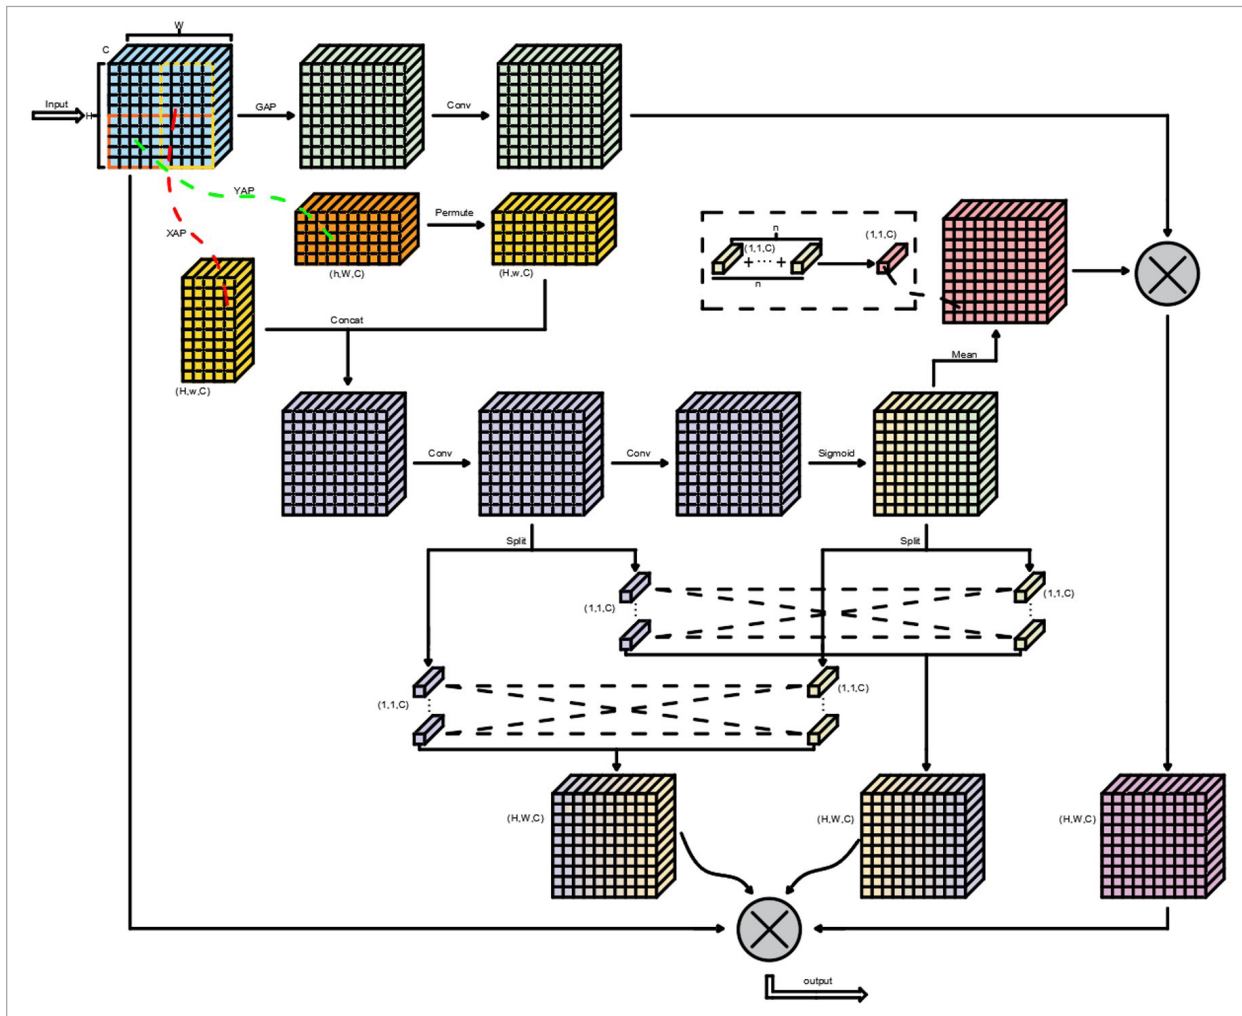 W
C
Input
H
GAP
Conv
YAP
XAP
Permute
(h,W,C)
(H,w,C)
n
(1,1,C)
(1,1,C)
+ ··· +
n
Concat
(H,w,C)
Mean
Conv
Conv
Sigmoid
Split
Split
(1,1,C)
(1,1,C)
(1,1,C)
(1,1,C)
(H,W,C)
(H,W,C)
(H,W,C)
output